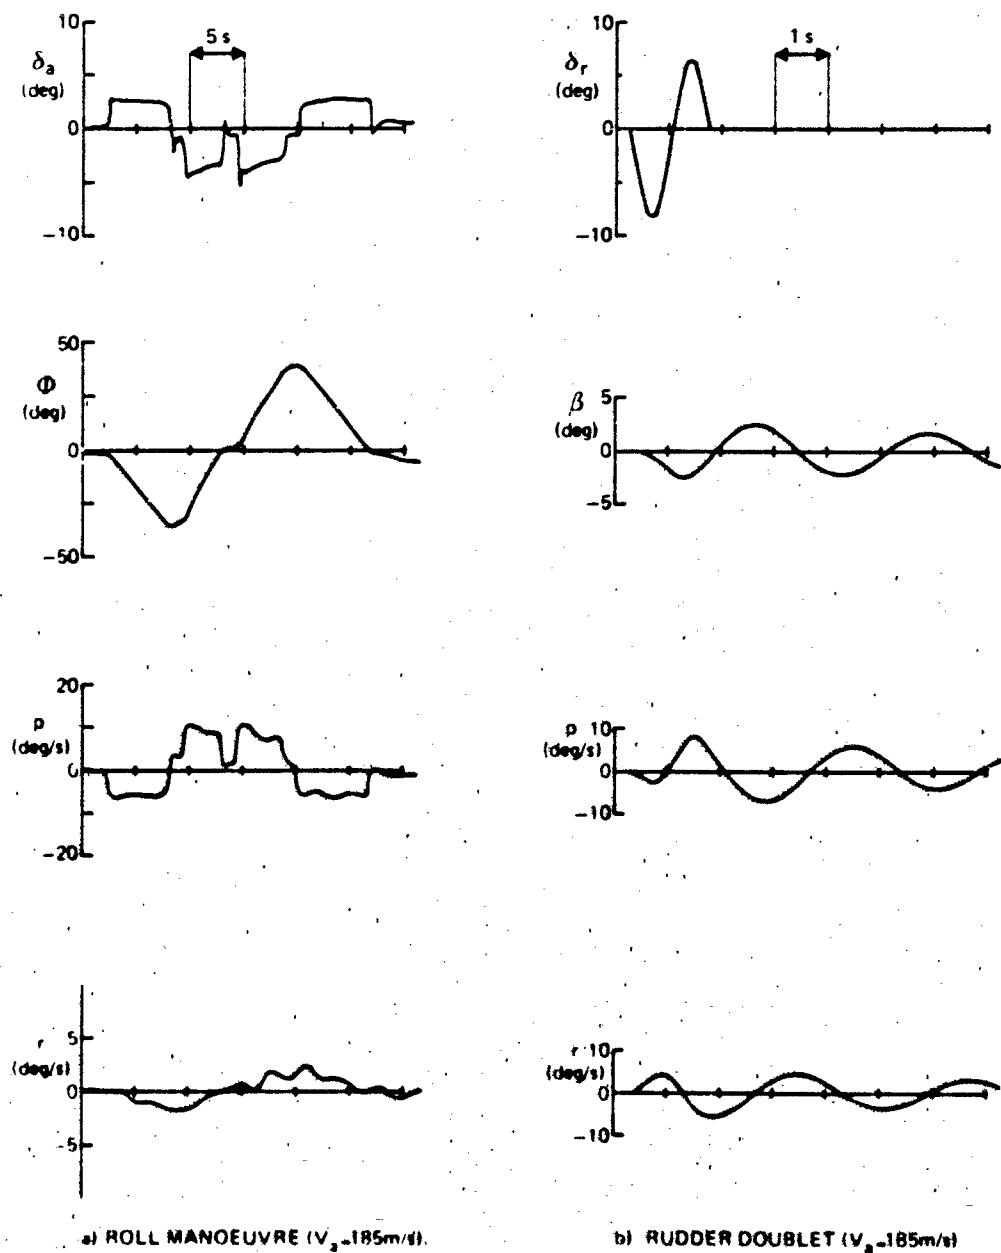 10
δa
(deg)
0
-10
5 s
50
Φ
(deg)
0
-50
20
p
(deg/s)
0
-20
5
r
(deg/s)
0
-5
a) ROLL MANOEUVRE (Va=185m/s).
10
δr
(deg)
0
-10
1 s
5
β
(deg)
0
-5
p 10
(deg/s)
0
-10
r 10
(deg/s)
0
-10
b) RUDDER DOUBLET (Va=185m/s)